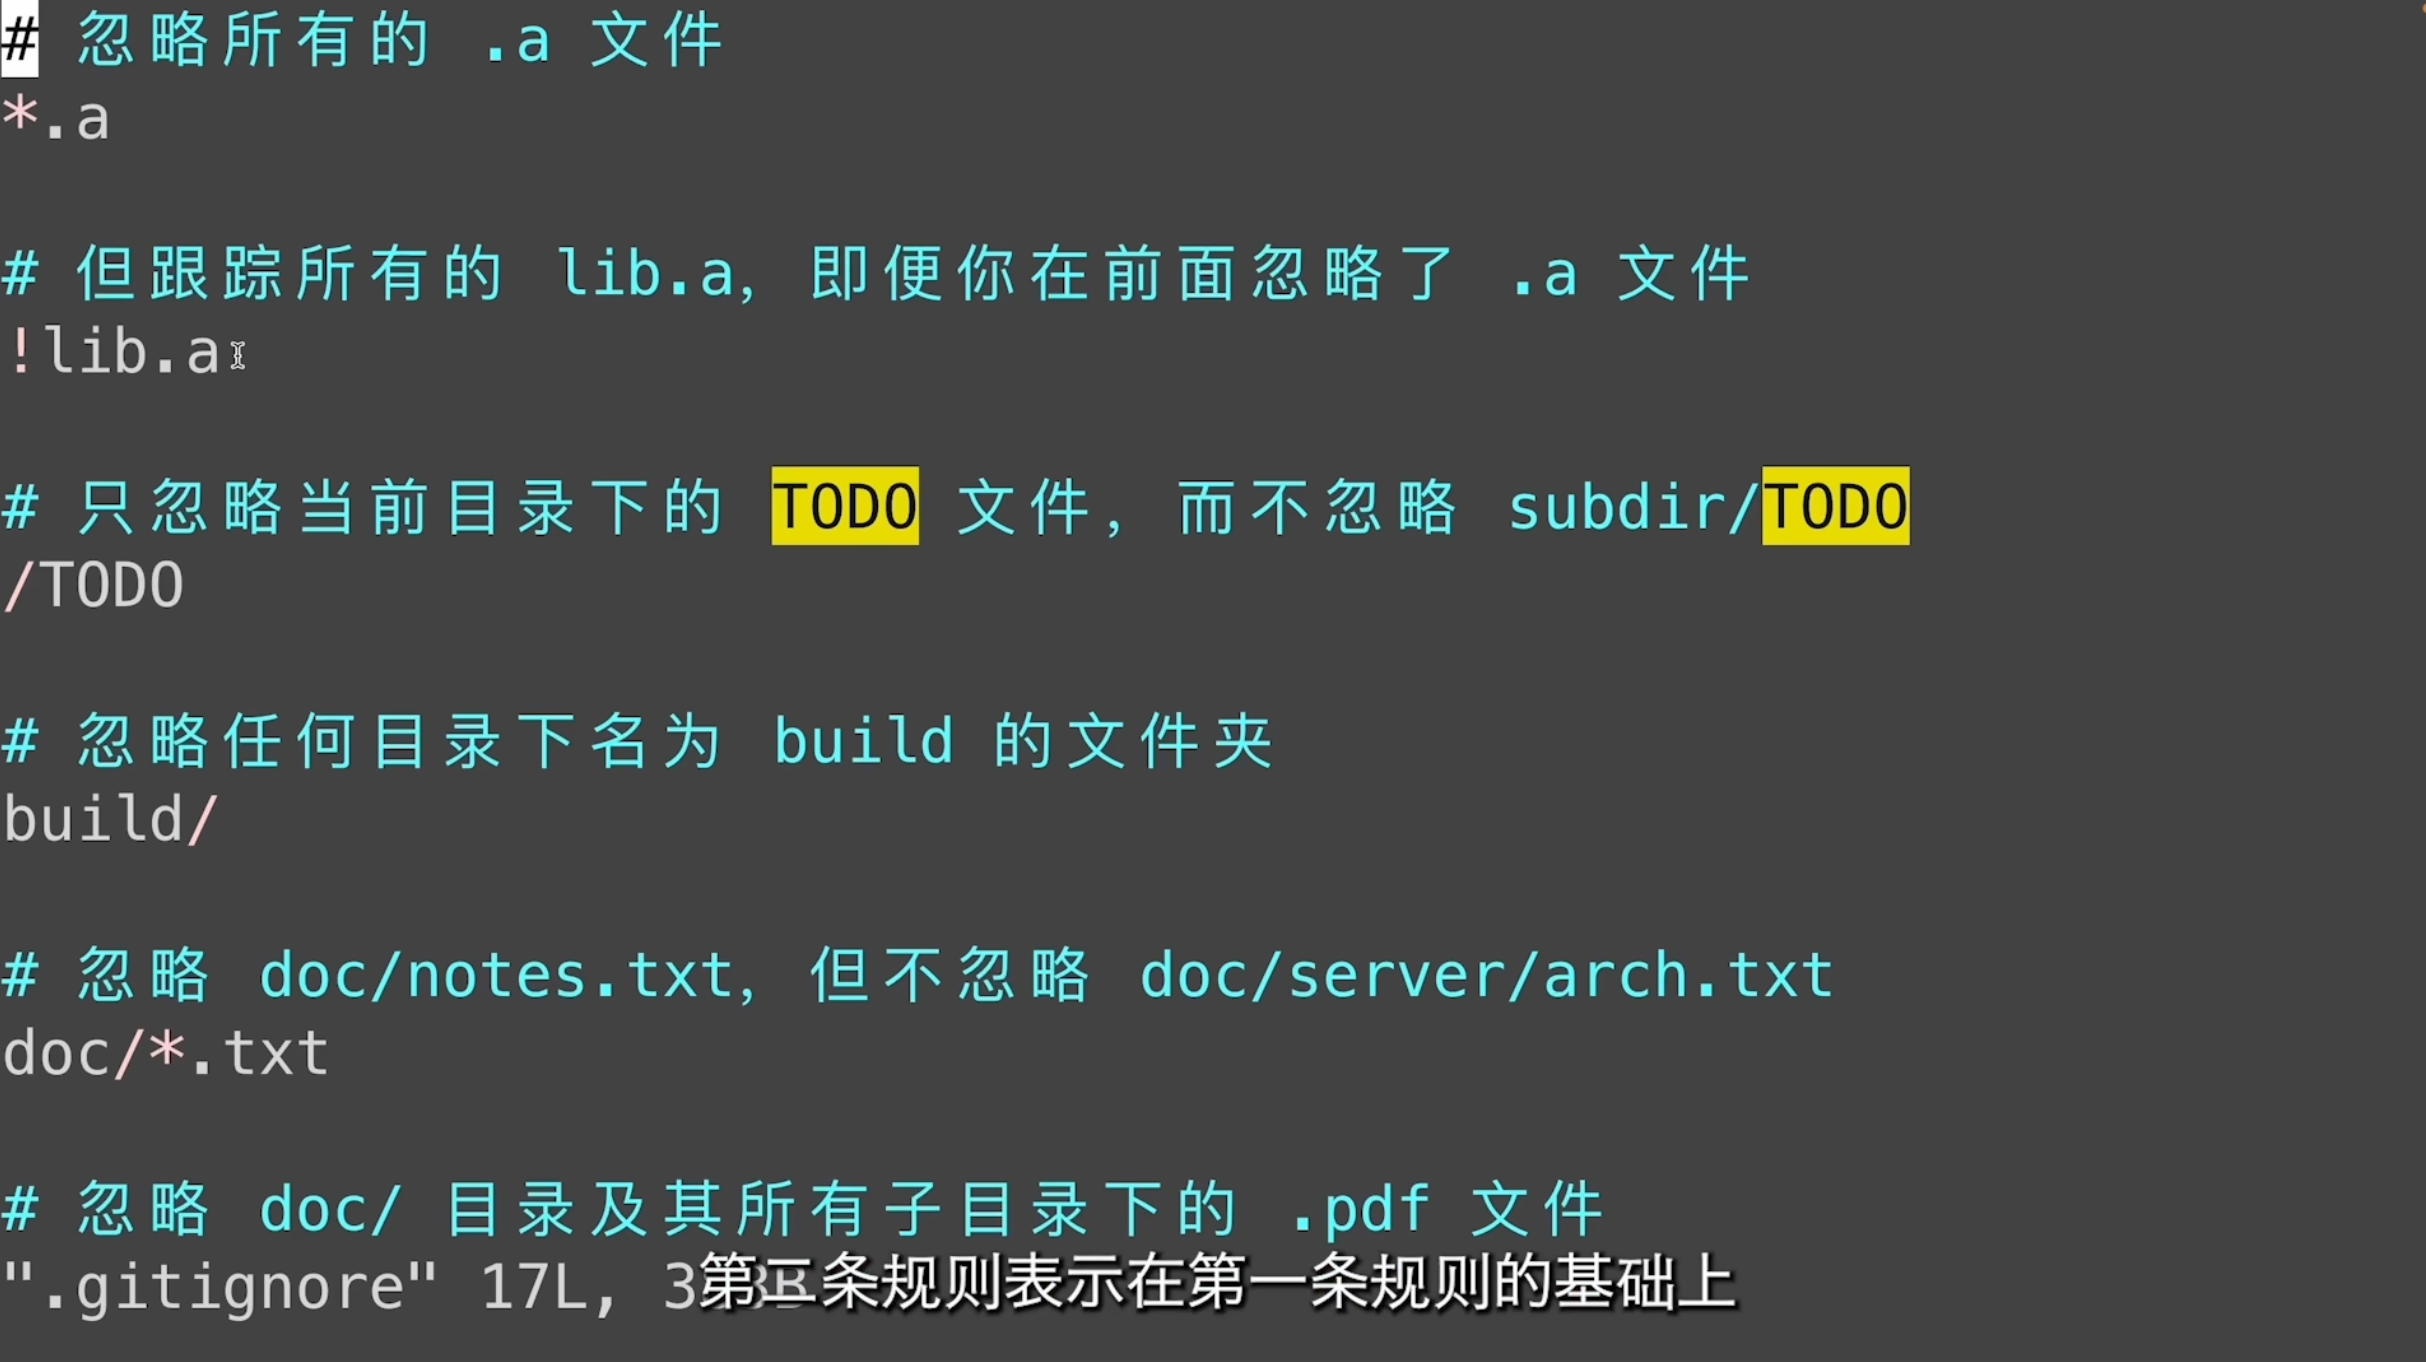 # 忽略所有的 .a 文件
*.a
# 但跟踪所有的 lib.a, 即便你在前面忽略了 .a 文件
!lib.a
# 只忽略当前目录下的 TODO 文件, 而不忽略 subdir/TODO
/TODO
# 忽略任何目录下名为 build 的文件夹
build/
# 忽略 doc/notes.txt, 但不忽略 doc/server/arch.txt
doc/*.txt
# 忽略 doc/ 目录及其所有子目录下的 .pdf 文件
".gitignore" 17L,
第二条规则表示在第一条规则的基础上